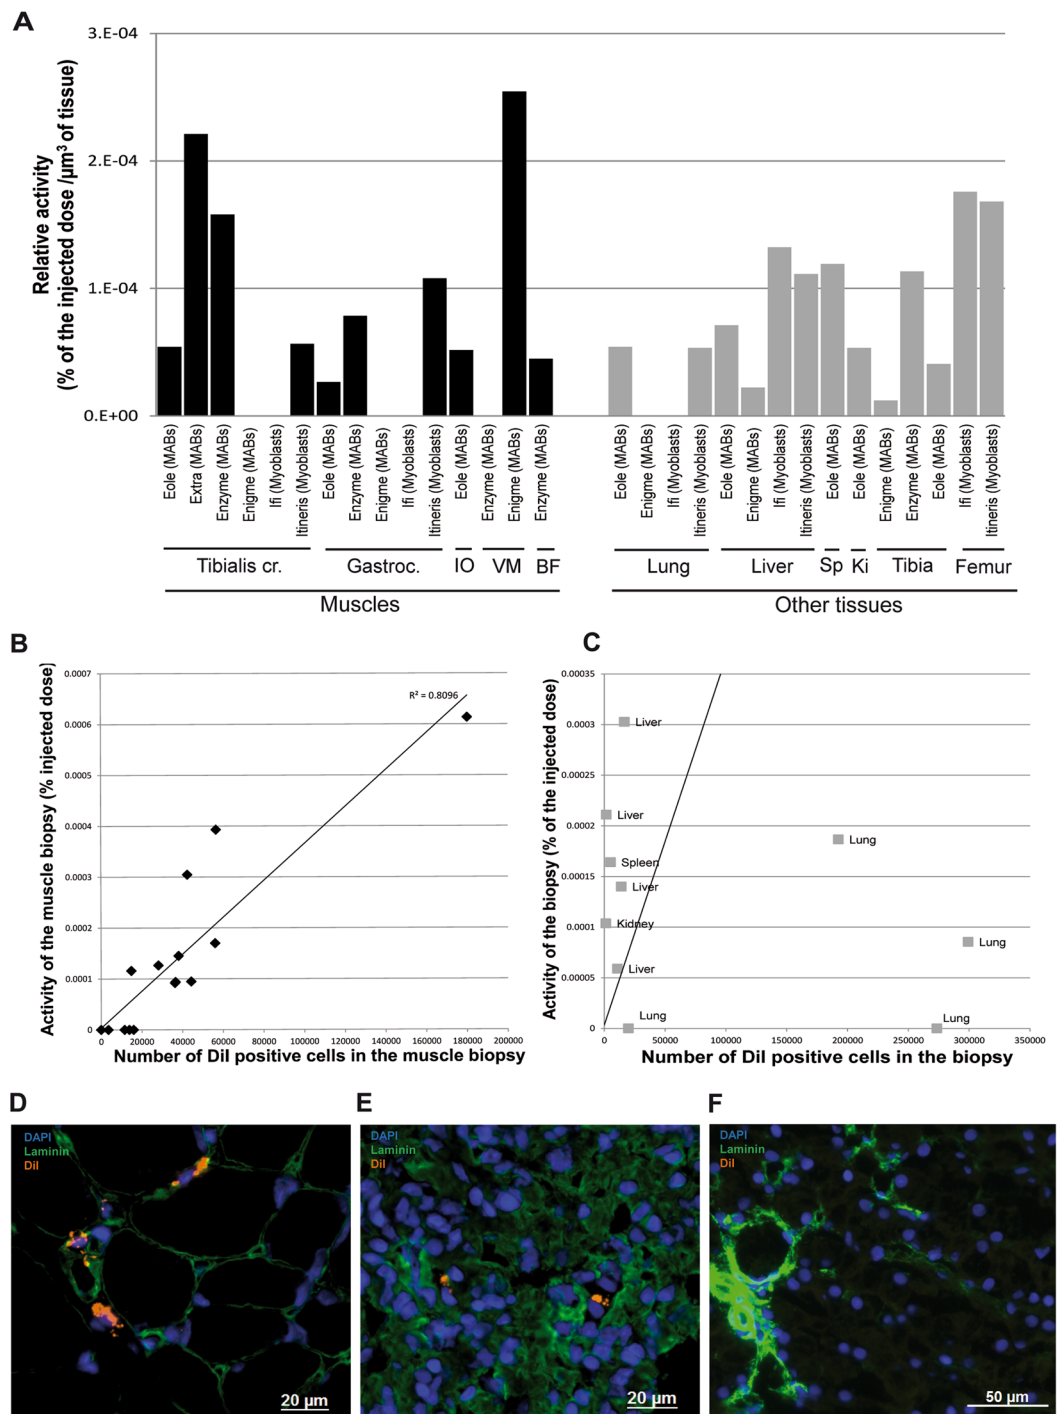 A
3.E-04
2.E-04
1.E-04
0.E+00
Relative activity
(% of the injected dose /µm³ of tissue)
Eole (MABs)
Extra (MABs)
Enzyme (MABs)
Enigme (MABs)
Ifi (Myoblasts)
Itineris (Myoblasts)
Eole (MABs)
Enzyme (MABs)
Enigme (MABs)
Ifi (Myoblasts)
Itineris (Myoblasts)
Eole (MABs)
Enzyme (MABs)
Enigme (MABs)
Enzyme (MABs)
Eole (MABs)
Enigme (MABs)
Ifi (Myoblasts)
Itineris (Myoblasts)
Eole (MABs)
Enigme (MABs)
Ifi (Myoblasts)
Itineris (Myoblasts)
Eole (MABs)
Eole (MABs)
Enigme (MABs)
Enzyme (MABs)
Eole (MABs)
Ifi (Myoblasts)
Itineris (Myoblasts)
Tibialis cr. Gastroc. IO VM BF Lung Liver Sp Ki Tibia Femur
Muscles Other tissues
B
0.0007
0.0006
0.0005
0.0004
0.0003
0.0002
0.0001
0
R² = 0.8096
Activity of the muscle biopsy (% injected dose)
0 20000 40000 60000 80000 100000 120000 140000 160000 180000 200000
Number of DiI positive cells in the muscle biopsy
C
0.00035
0.0003
0.00025
0.0002
0.00015
0.0001
0.00005
0
Activity of the biopsy (% of the injected dose)
Liver
Liver
Lung
Spleen
Liver
Kidney
Lung
Liver
Lung
Lung
0 50000 100000 150000 200000 250000 300000 350000
Number of DiI positive cells in the biopsy
D
DAPI
Laminin
DiI
20 µm
E
DAPI
Laminin
DiI
20 µm
F
DAPI
Laminin
DiI
50 µm